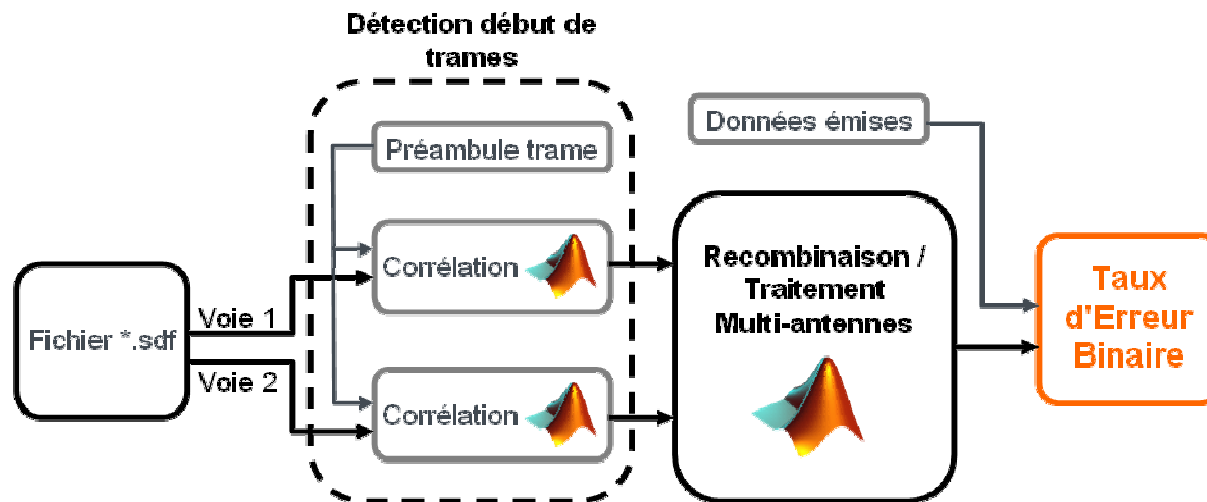 Détection début de
trames
Données émises
Préambule trame
Corrélation
Recombinaison /
Traitement
Multi-antennes
Taux
d'Erreur
Binaire
Voie 1
Fichier *.sdf
Voie 2
Corrélation